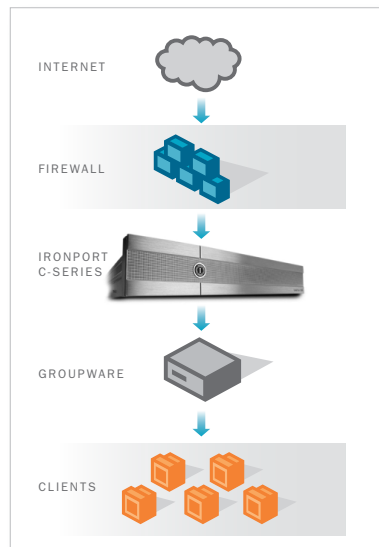 INTERNET
FIREWALL
IRONPORT
C-SERIES
GROUPWARE
CLIENTS